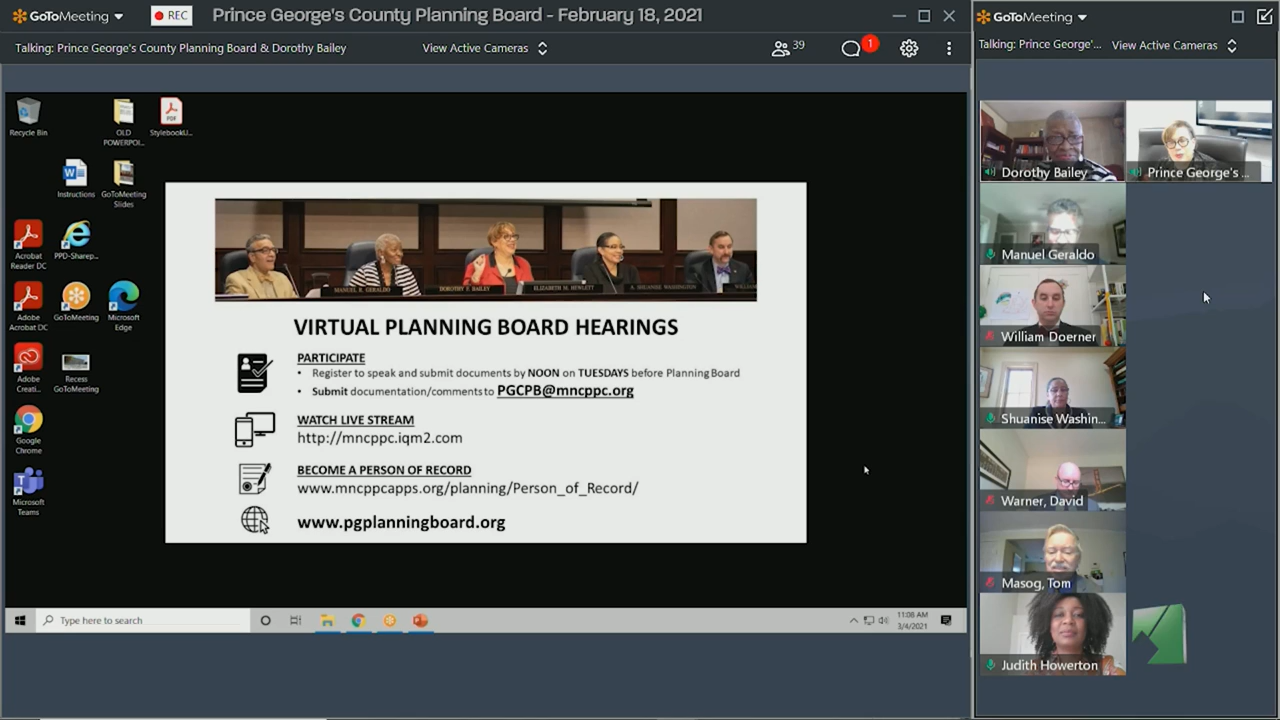 GoToMeeting
REC
Prince George's County Planning Board - February 18, 2021
Talking: Prince George's County Planning Board & Dorothy Bailey
View Active Cameras
39
1
GoToMeeting
Talking: Prince George'...
View Active Cameras
Recycle Bin
OLD
POWERPOI...
StylebookU...
Instructions
GoToMeeting
Slides
Acrobat
Reader DC
PPD-Sharep...
Adobe
Acrobat DC
GoToMeeting
Microsoft
Edge
Adobe
Creati...
Recess
GoToMeeting
Google
Chrome
Microsoft
Teams
MANUEL R. GERALDO
DOROTHY F. BAILEY
ELIZABETH M. HEWLETT
A. SHUANISE WASHINGTON
WILLIAM
VIRTUAL PLANNING BOARD HEARINGS
PARTICIPATE
• Register to speak and submit documents by NOON on TUESDAYS before Planning Board
• Submit documentation/comments to PGCPB@mncppc.org
WATCH LIVE STREAM
http://mncppc.iqm2.com
BECOME A PERSON OF RECORD
www.mncppcapps.org/planning/Person_of_Record/
www.pgplanningboard.org
Type here to search
11:06 AM
3/4/2021
Dorothy Bailey
Prince George's ...
Manuel Geraldo
William Doerner
Shuanise Washin...
Warner, David
Masog, Tom
Judith Howerton